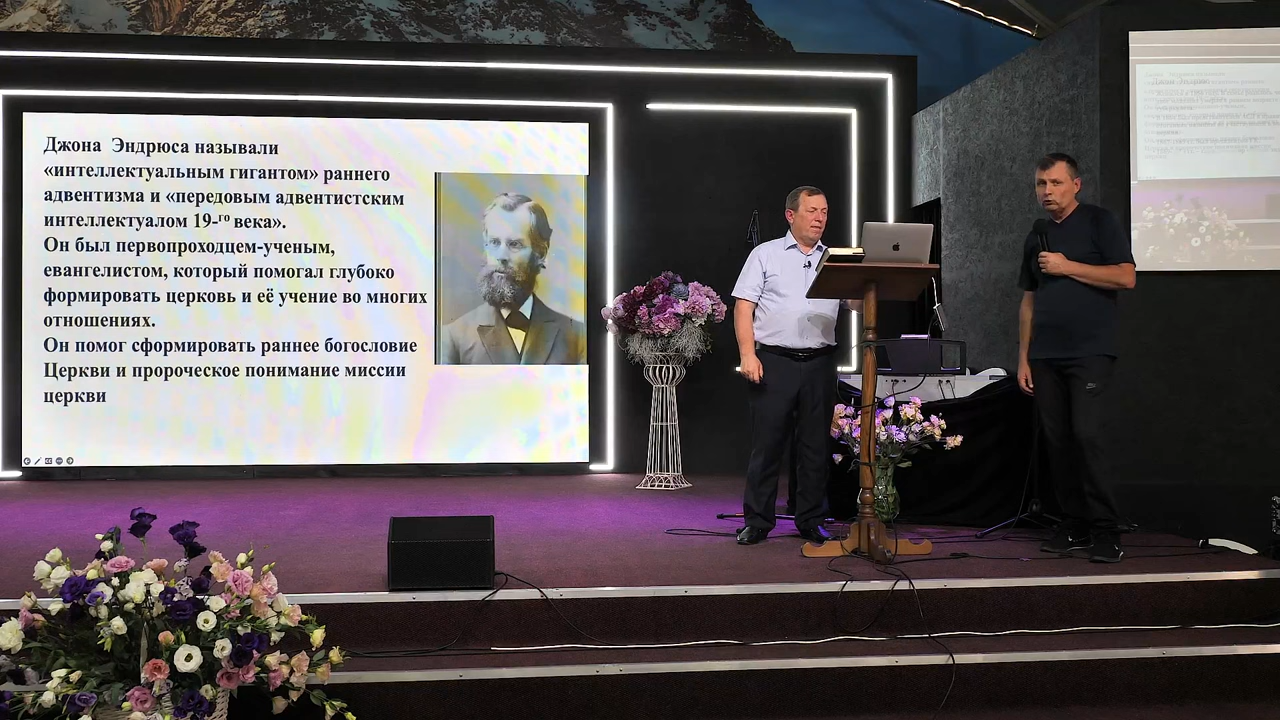 Джона Эндрюса называли
«интеллектуальным гигантом» раннего
адвентизма и «передовым адвентистским
интеллектуалом 19-го века».
Он был первопроходцем-ученым,
евангелистом, который помогал глубоко
формировать церковь и её учение во многих
отношениях.
Он помог сформировать раннее богословие
Церкви и пророческое понимание миссии
церкви